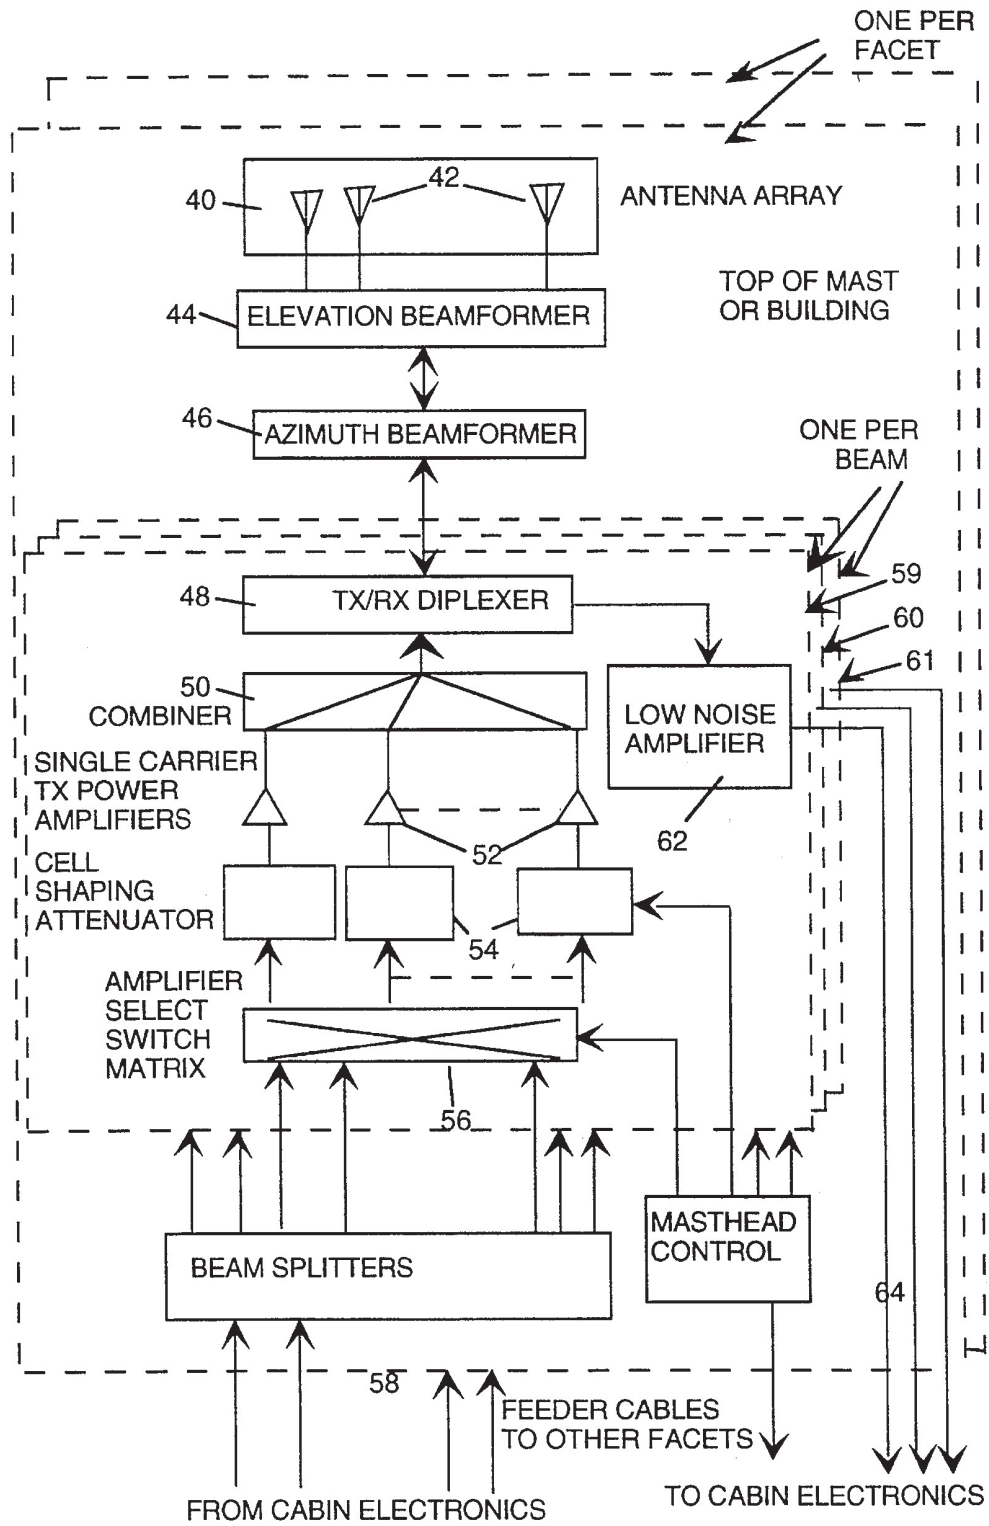 ONE PER
FACET
42
40
ANTENNA ARRAY
TOP OF MAST
OR BUILDING
44
ELEVATION BEAMFORMER
46
AZIMUTH BEAMFORMER
ONE PER
BEAM
48
TX/RX DIPLEXER
59
60
61
50
COMBINER
LOW NOISE
AMPLIFIER
SINGLE CARRIER
TX POWER
AMPLIFIERS
52
62
CELL
SHAPING
ATTENUATOR
54
AMPLIFIER
SELECT
SWITCH
MATRIX
56
MASTHEAD
CONTROL
BEAM SPLITTERS
64
58
FEEDER CABLES
TO OTHER FACETS
FROM CABIN ELECTRONICS
TO CABIN ELECTRONICS